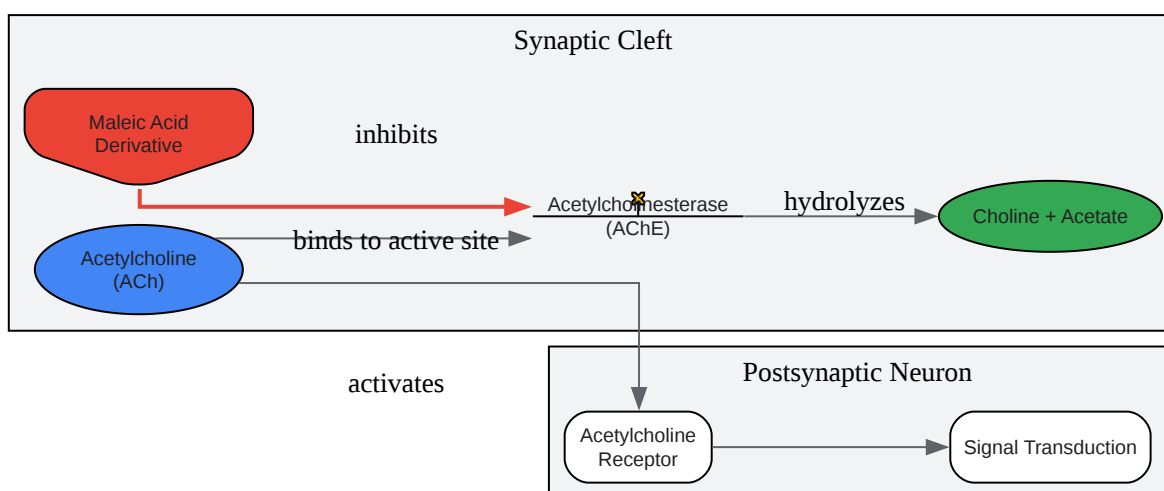 Synaptic Cleft
Maleic Acid
Derivative
inhibits
Acetylcholinesterase
(AChE)
hydrolyzes
Choline + Acetate
binds to active site
Acetylcholine
(ACh)
activates
Postsynaptic Neuron
Acetylcholine
Receptor
Signal Transduction